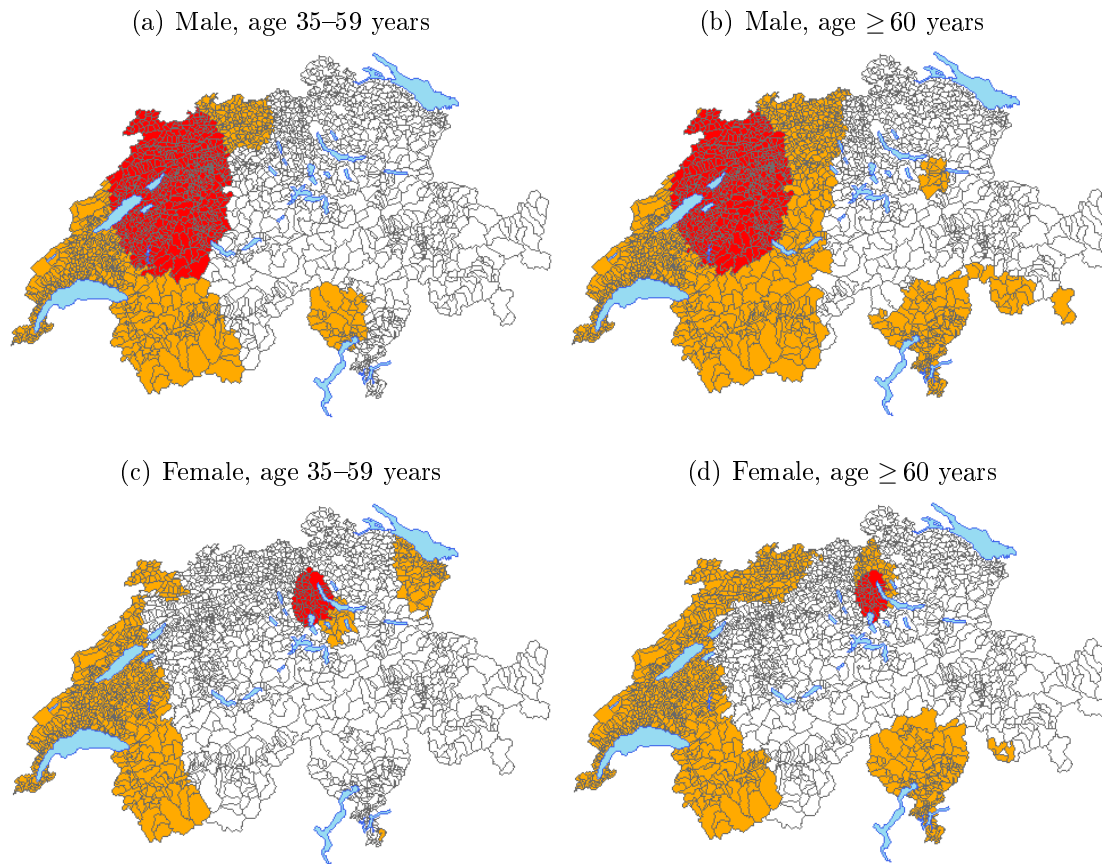 (a) Male, age 35–59 years
(b) Male, age ≥ 60 years
(c) Female, age 35–59 years
(d) Female, age ≥ 60 years